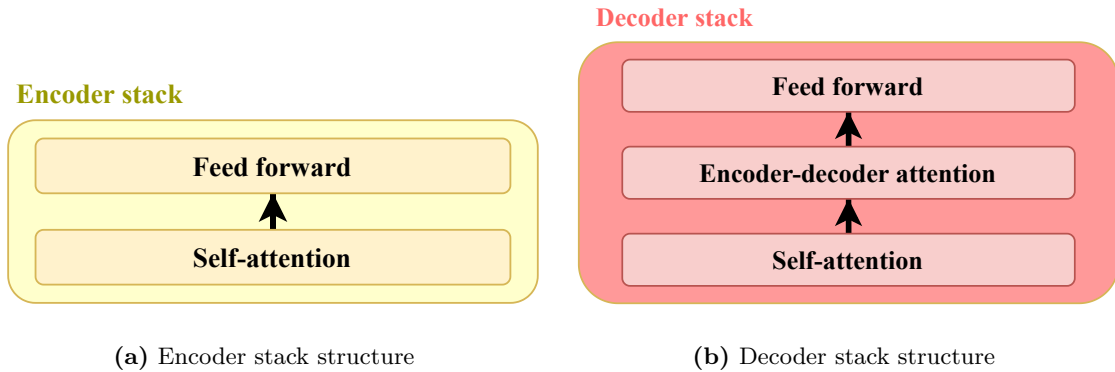 Encoder stack
Feed forward
Self-attention
(a) Encoder stack structure
Decoder stack
Feed forward
Encoder-decoder attention
Self-attention
(b) Decoder stack structure